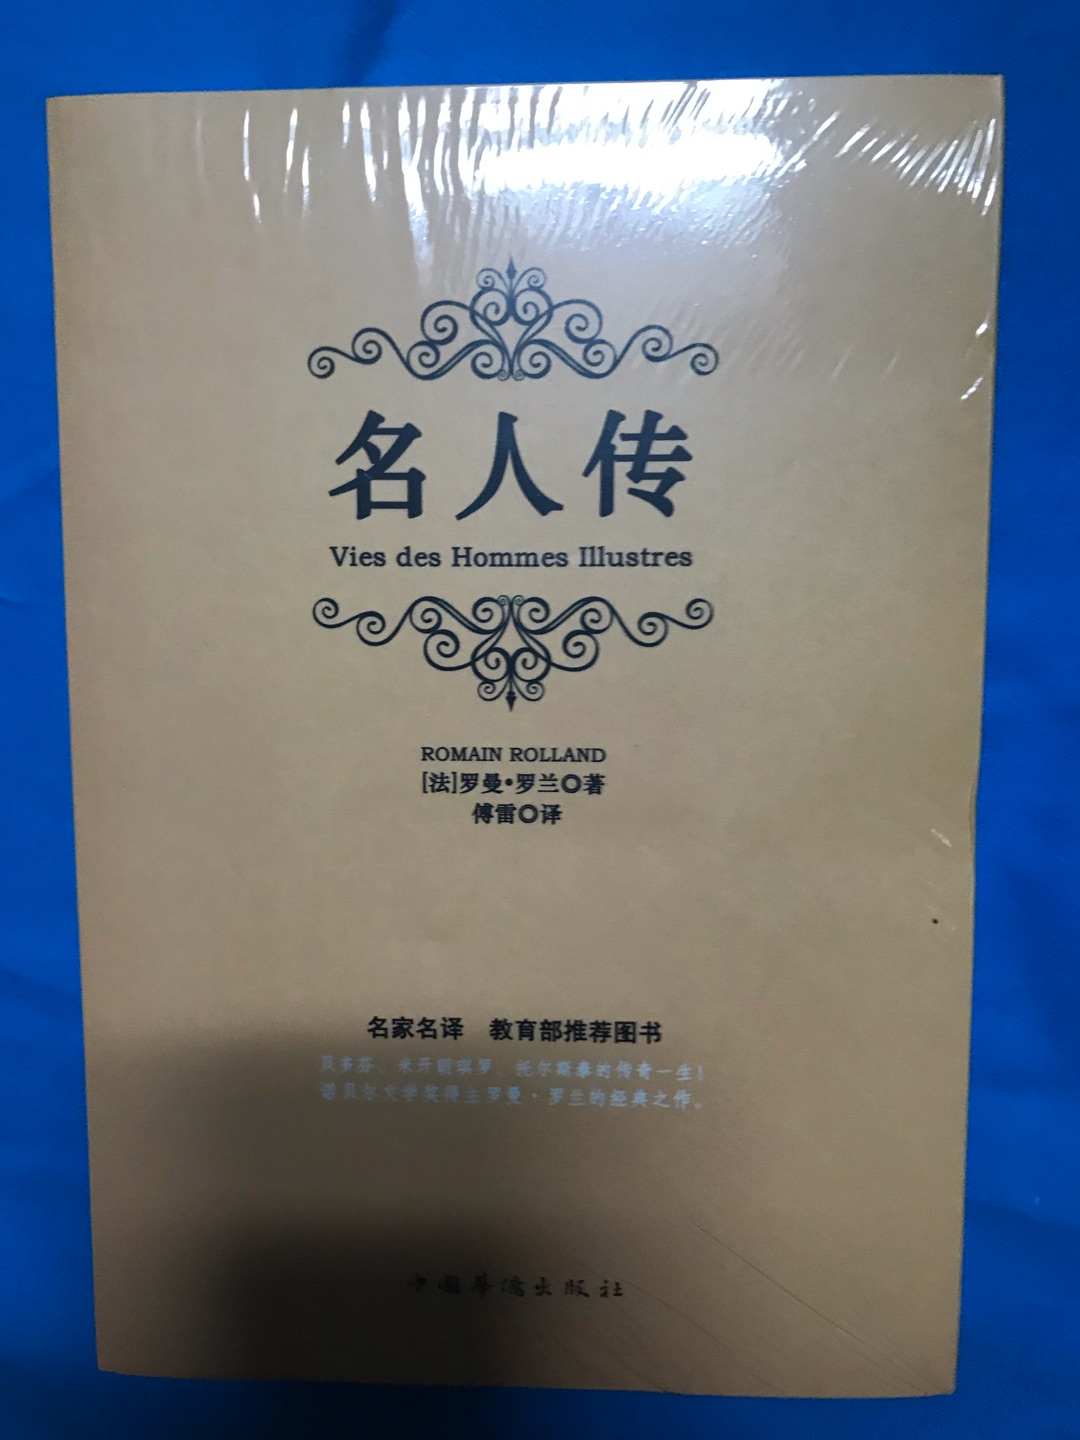 名人传
Vies des Hommes Illustres
ROMAIN ROLLAND
[法]罗曼•罗兰〇著
傅雷〇译
名家名译 教育部推荐图书
贝多芬、米开朗琪罗、托尔斯泰的传奇一生！
诺贝尔文学奖得主罗曼·罗兰的经典之作。
中国华侨出版社